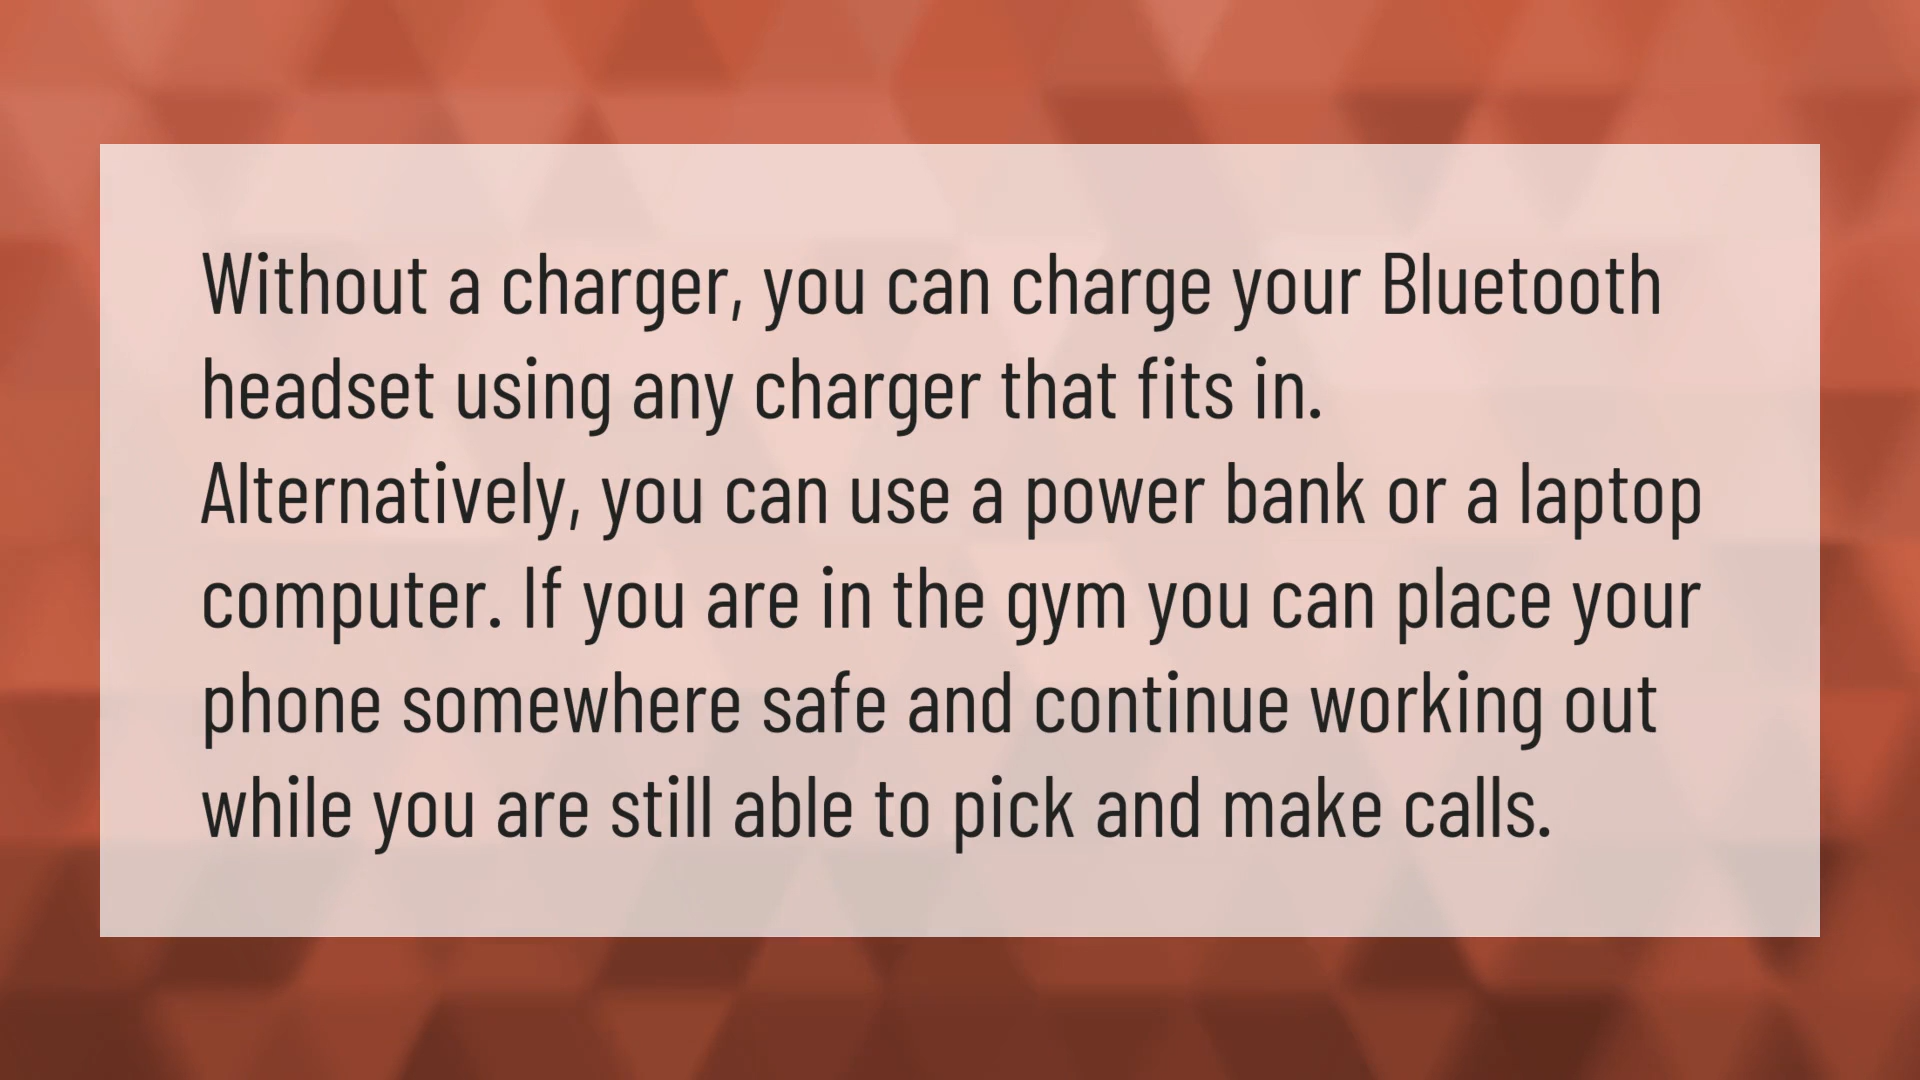 Without a charger, you can charge your Bluetooth
headset using any charger that fits in.
Alternatively, you can use a power bank or a laptop
computer. If you are in the gym you can place your
phone somewhere safe and continue working out
while you are still able to pick and make calls.